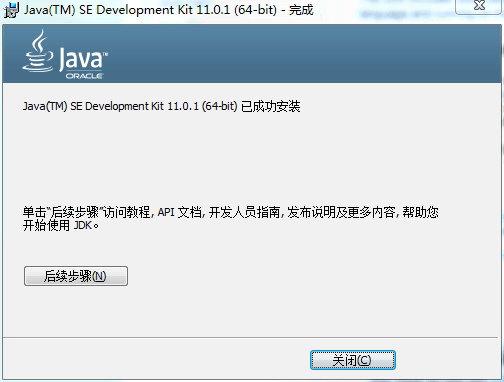 Java(TM) SE Development Kit 11.0.1 (64-bit) - 完成
Java™
ORACLE
Java(TM) SE Development Kit 11.0.1 (64-bit) 已成功安装
单击“后续步骤”访问教程, API 文档, 开发人员指南, 发布说明及更多内容, 帮助您
开始使用 JDK。
后续步骤(N)
关闭(C)